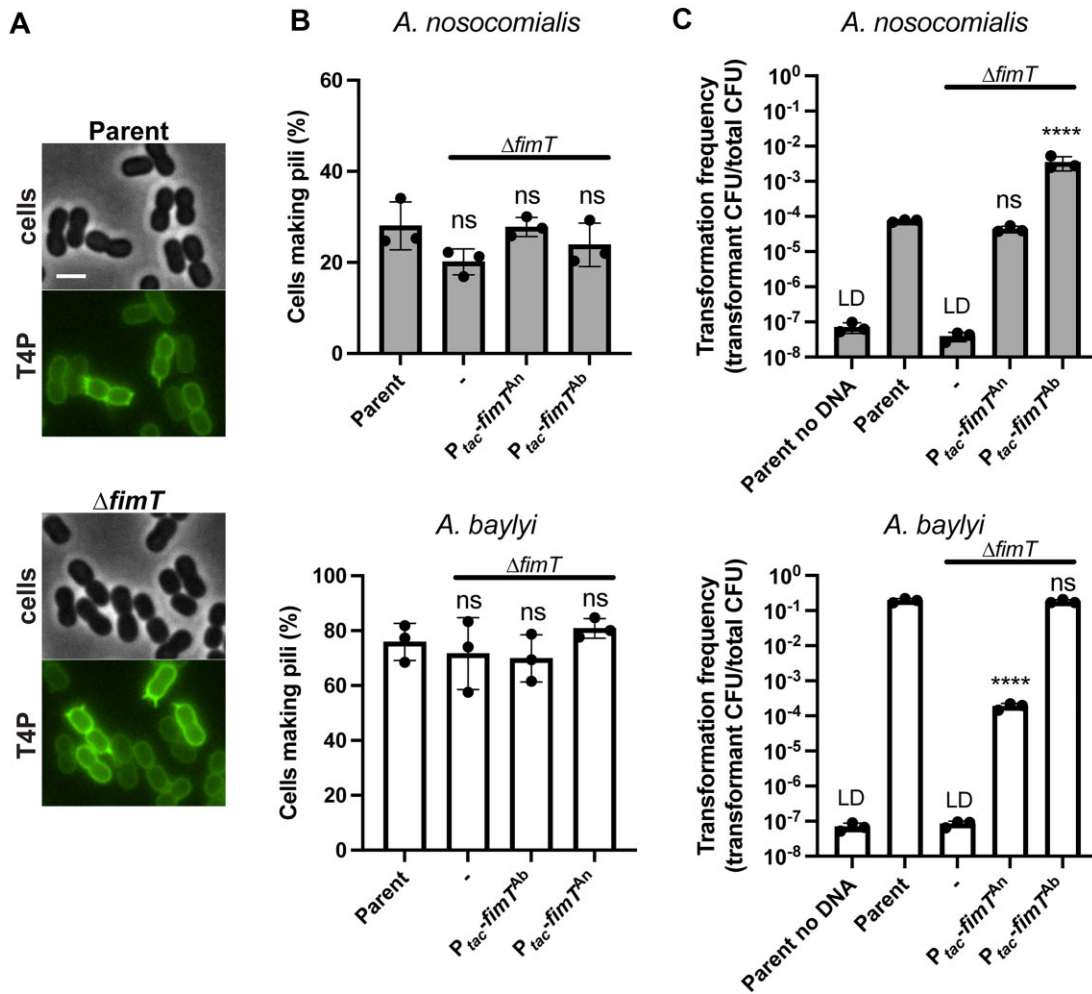 A
Parent
cells
T4P
ΔfimT
cells
T4P
B
A. nosocomialis
Cells making pili (%)
60
40
20
0
ΔfimT
ns
ns
ns
Parent
-
Ptac-fimTAn
Ptac-fimTAb
A. baylyi
Cells making pili (%)
100
80
60
40
20
0
ΔfimT
ns
ns
ns
Parent
-
Ptac-fimTAb
Ptac-fimTAn
C
A. nosocomialis
Transformation frequency
(transformant CFU/total CFU)
10^0
10^-1
10^-2
10^-3
10^-4
10^-5
10^-6
10^-7
10^-8
ΔfimT
LD
LD
ns
****
Parent no DNA
Parent
-
Ptac-fimTAn
Ptac-fimTAb
A. baylyi
Transformation frequency
(transformant CFU/total CFU)
10^0
10^-1
10^-2
10^-3
10^-4
10^-5
10^-6
10^-7
10^-8
ΔfimT
LD
LD
****
ns
Parent no DNA
Parent
-
Ptac-fimTAn
Ptac-fimTAb